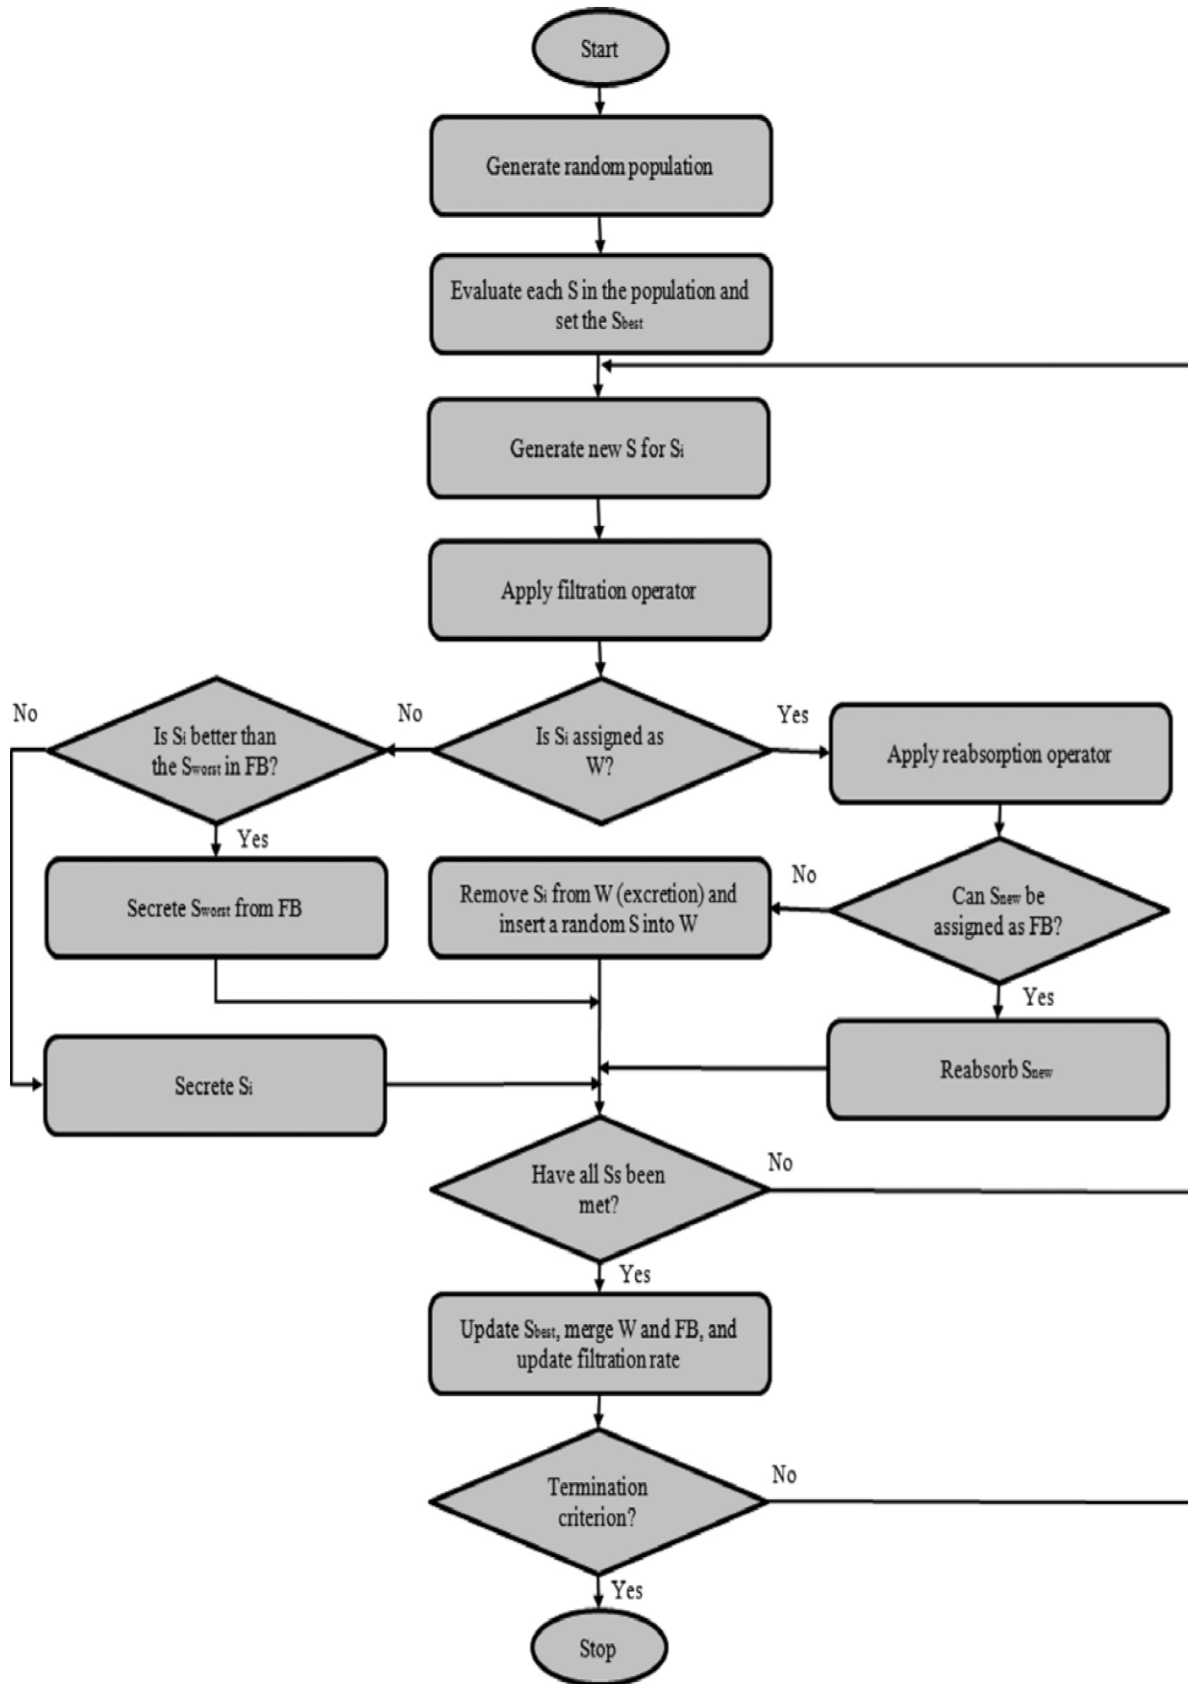 Start
Generate random population
Evaluate each S in the population and
set the Sbest
Generate new S for Si
Apply filtration operator
No
Is Si better than
the Sworst in FB?
No
Is Si assigned as
W?
Yes
Apply reabsorption operator
Yes
Secrete Sworst from FB
Remove Si from W (excretion) and
insert a random S into W
No
Can Snew be
assigned as FB?
Yes
Secrete Si
Reabsorb Snew
Have all Ss been
met?
No
Yes
Update Sbest, merge W and FB, and
update filtration rate
Termination
criterion?
No
Yes
Stop